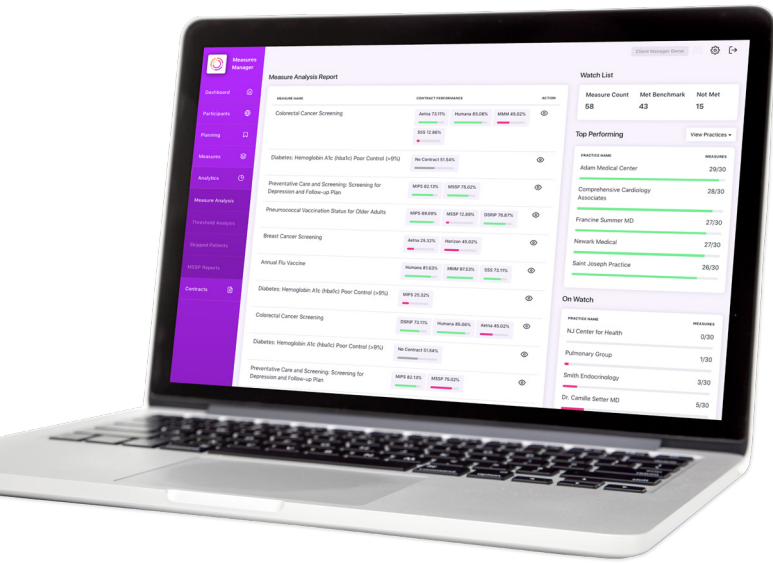 Measures
Manager
Dashboard
Participants
Planning
Measures
Analytics
Measure Analysis
Threshold Analysis
Skipped Patients
MSSP Reports
Contracts
Client Manager Demo
Measure Analysis Report
MEASURE NAME
CONTRACT PERFORMANCE
ACTION
Colorectal Cancer Screening
Aetna 73.11%
Humana 85.06%
MMM 45.02%
SSS 12.86%
Diabetes: Hemoglobin A1c (hba1c) Poor Control (>9%)
No Contract 51.54%
Preventative Care and Screening: Screening for
Depression and Follow-up Plan
MIPS 82.13%
MSSP 75.02%
Pneumococcal Vaccination Status for Older Adults
MSSP 12.86%
DSRIP 76.87%
Breast Cancer Screening
Aetna 25.32%
Horizon 45.02%
Annual Flu Vaccine
Humana 81.63%
MMM 97.53%
SSS 73.11%
Diabetes: Hemoglobin A1c (hba1c) Poor Control (>9%)
MIPS 25.32%
Colorectal Cancer Screening
DSRIP 73.11%
Humana 85.06%
Aetna 45.02%
Diabetes: Hemoglobin A1c (hba1c) Poor Control (>9%)
No Contract 51.54%
Preventative Care and Screening: Screening for
Depression and Follow-up Plan
MIPS 82.13%
MSSP 75.02%
Watch List
Measure Count
Met Benchmark
Not Met
58
43
15
Top Performing
View Practices
PRACTICE NAME
MEASURES
Adam Medical Center
29/30
Comprehensive Cardiology
Associates
28/30
Francine Summer MD
27/30
Newark Medical
27/30
Saint Joseph Practice
26/30
On Watch
PRACTICE NAME
MEASURES
NJ Center for Health
0/30
Pulmonary Group
1/30
Smith Endocrinology
3/30
Dr. Camille Setter MD
5/30